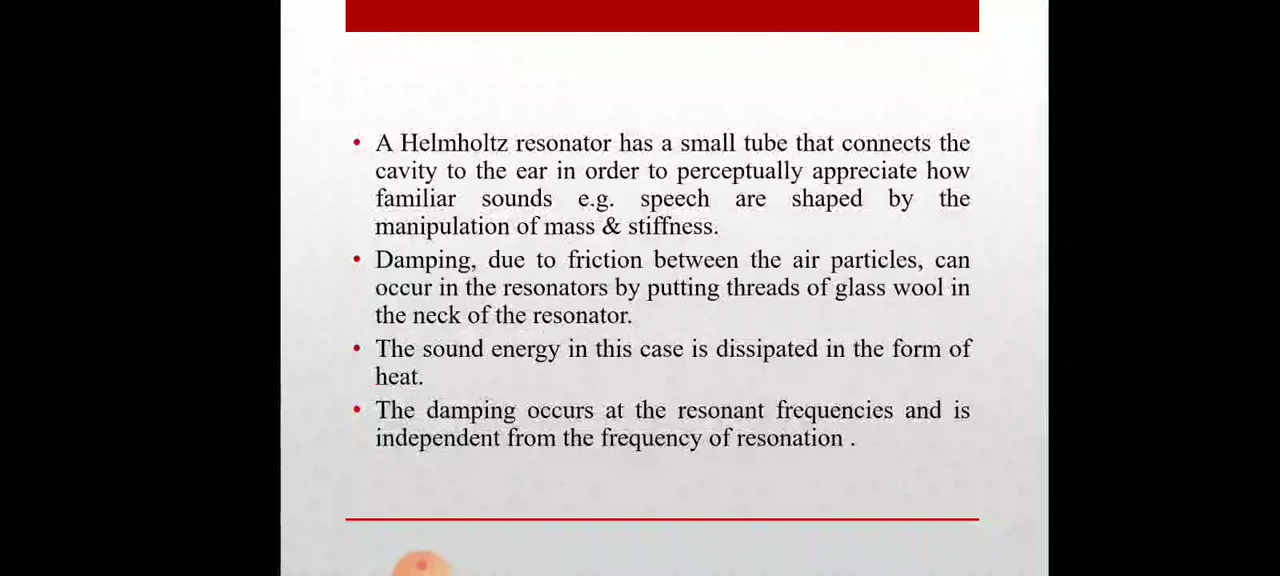 • A Helmholtz resonator has a small tube that connects the
cavity to the ear in order to perceptually appreciate how
familiar sounds e.g. speech are shaped by the
manipulation of mass & stiffness.
• Damping, due to friction between the air particles, can
occur in the resonators by putting threads of glass wool in
the neck of the resonator.
• The sound energy in this case is dissipated in the form of
heat.
• The damping occurs at the resonant frequencies and is
independent from the frequency of resonation .